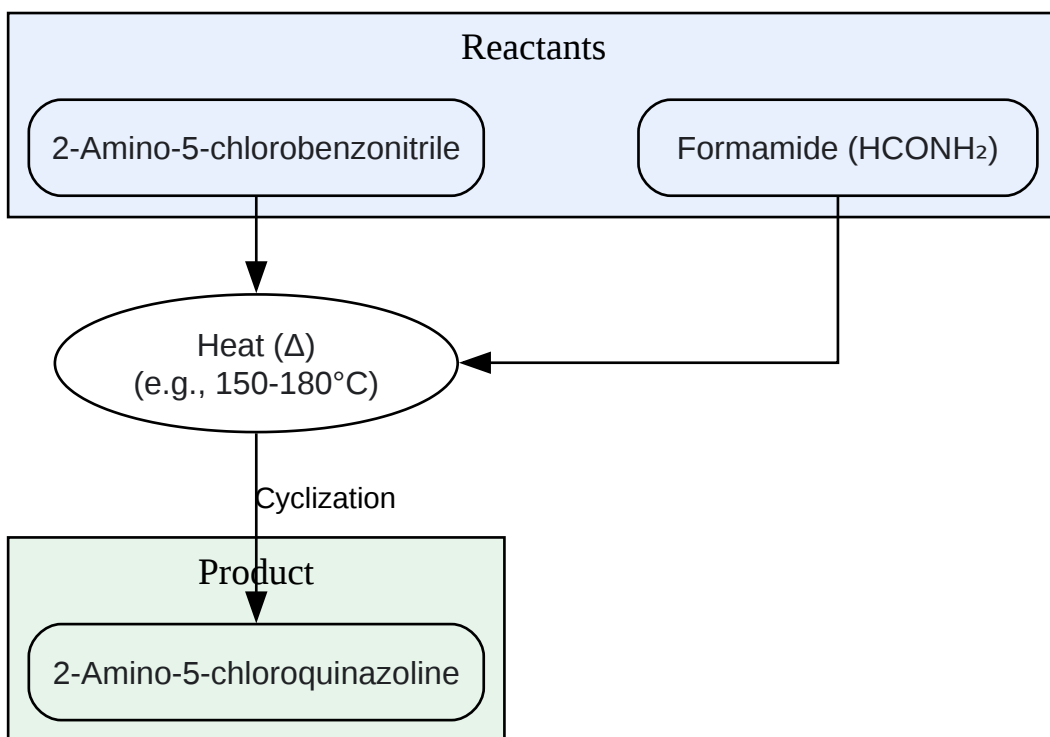 Reactants
2-Amino-5-chlorobenzonitrile
Formamide (HCONH₂)
Heat (Δ)
(e.g., 150-180°C)
Cyclization
Product
2-Amino-5-chloroquinazoline